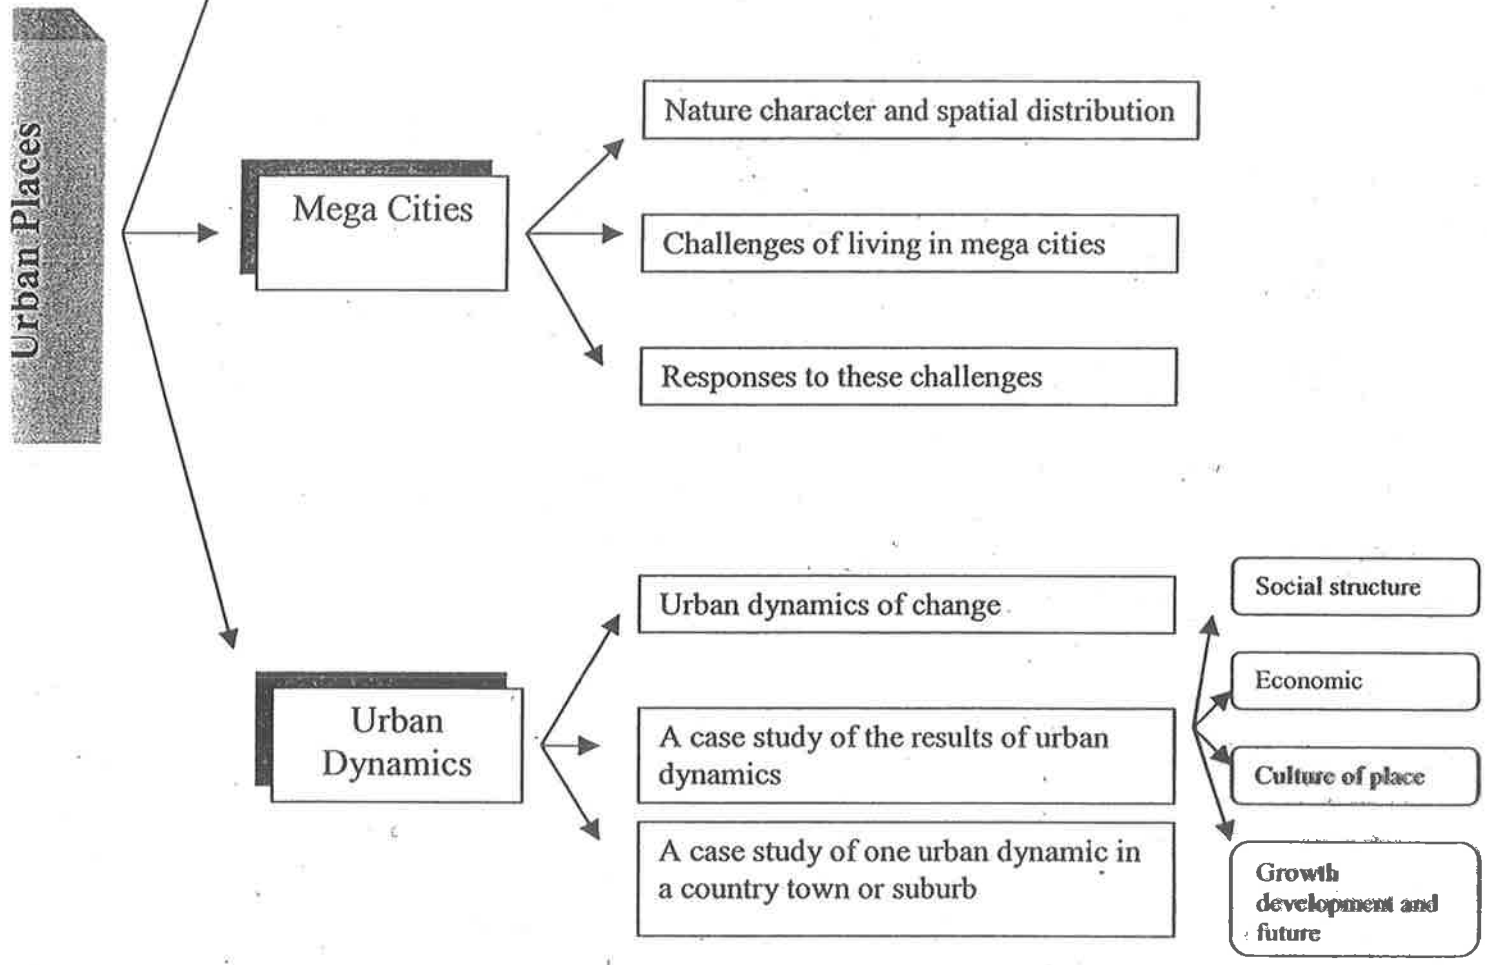 Urban Places
Nature character and spatial distribution
Mega Cities
Challenges of living in mega cities
Responses to these challenges
Urban dynamics of change
Social structure
Economic
Urban
Dynamics
A case study of the results of urban
dynamics
Culture of place
A case study of one urban dynamic in
a country town or suburb
Growth
development and
future